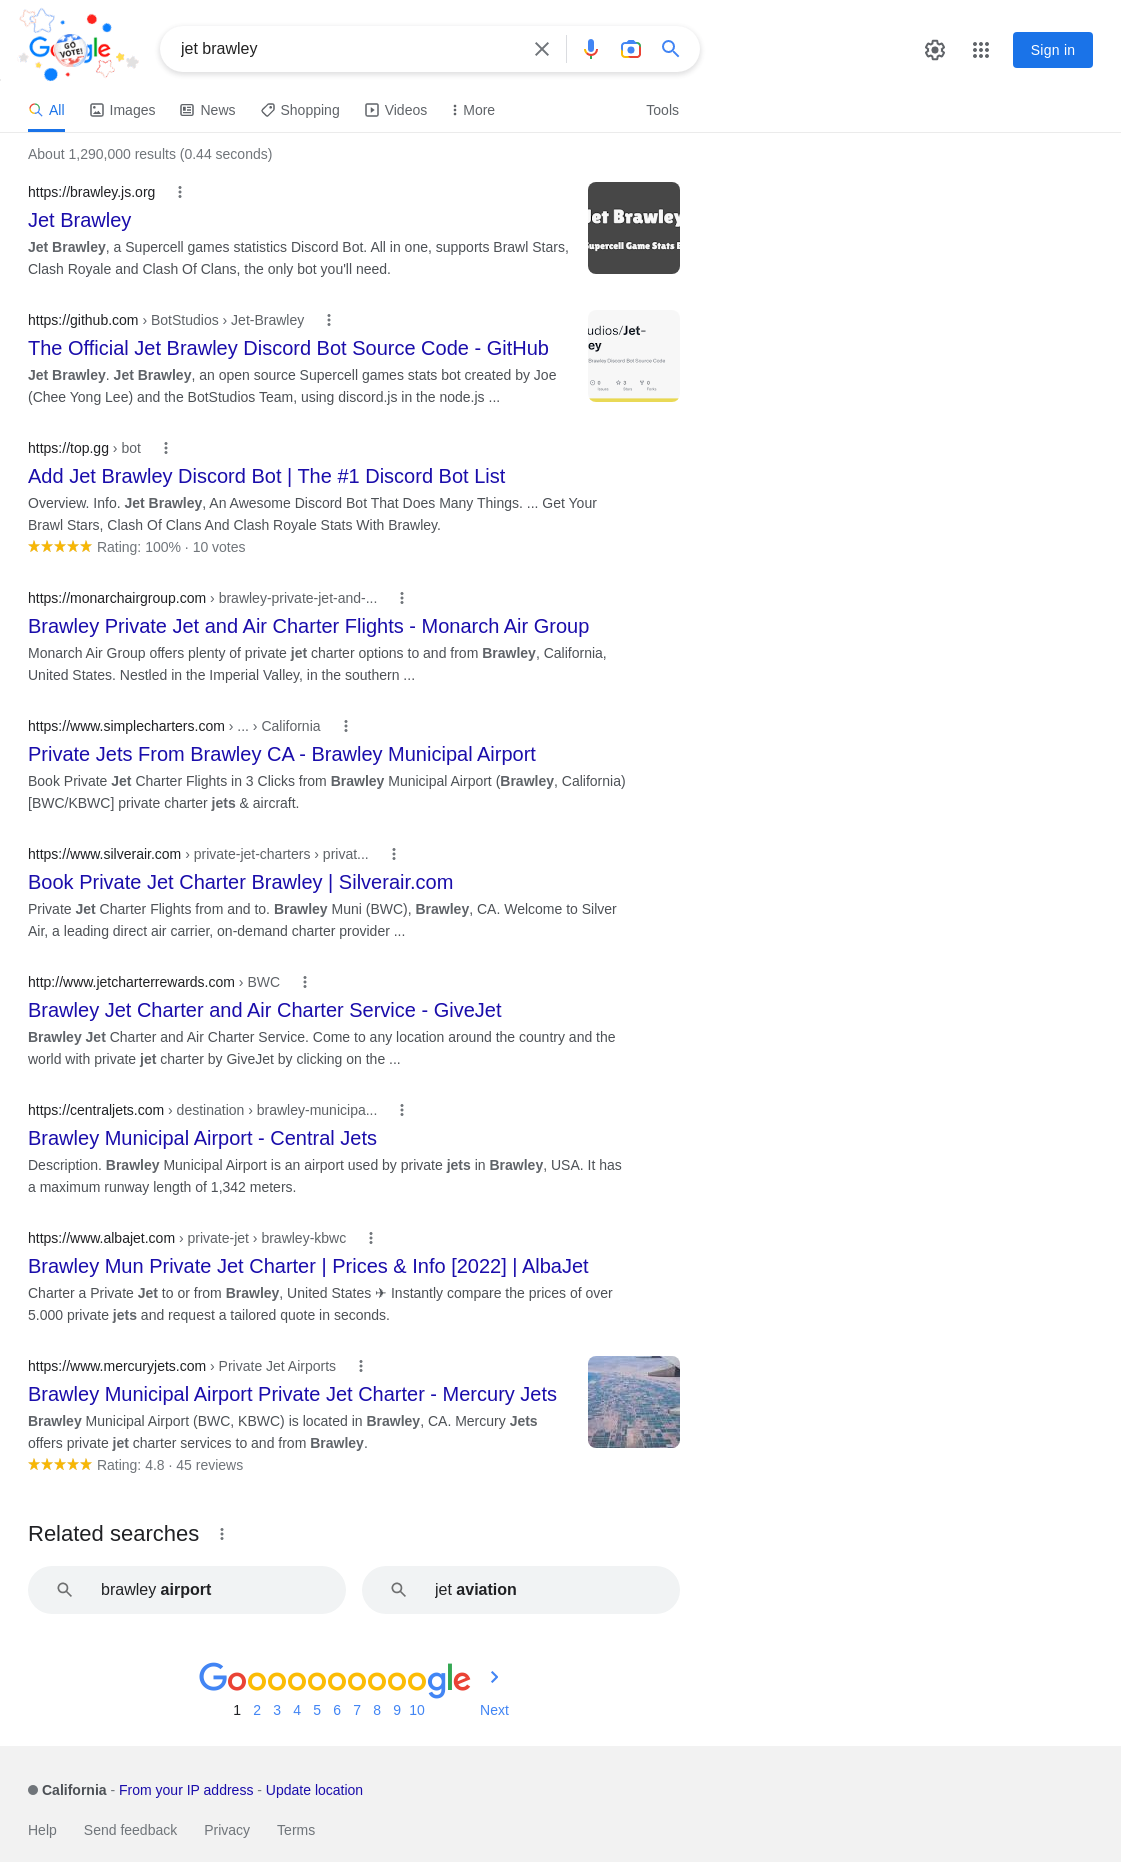 Google
GO VOTE!
jet brawley
Sign in
All
Images
News
Shopping
Videos
More
Tools
About 1,290,000 results (0.44 seconds)
https://brawley.js.org
Jet Brawley
Jet Brawley, a Supercell games statistics Discord Bot. All in one, supports Brawl Stars,
Clash Royale and Clash Of Clans, the only bot you'll need.
Jet Brawley
Supercell Game Stats B
https://github.com › BotStudios › Jet-Brawley
The Official Jet Brawley Discord Bot Source Code - GitHub
Jet Brawley. Jet Brawley, an open source Supercell games stats bot created by Joe
(Chee Yong Lee) and the BotStudios Team, using discord.js in the node.js ...
udios/Jet-
ey
Brawley Discord Bot Source Code
0 3 0
Issues Stars Forks
https://top.gg › bot
Add Jet Brawley Discord Bot | The #1 Discord Bot List
Overview. Info. Jet Brawley, An Awesome Discord Bot That Does Many Things. ... Get Your
Brawl Stars, Clash Of Clans And Clash Royale Stats With Brawley.
Rating: 100% · 10 votes
https://monarchairgroup.com › brawley-private-jet-and-...
Brawley Private Jet and Air Charter Flights - Monarch Air Group
Monarch Air Group offers plenty of private jet charter options to and from Brawley, California,
United States. Nestled in the Imperial Valley, in the southern ...
https://www.simplecharters.com › ... › California
Private Jets From Brawley CA - Brawley Municipal Airport
Book Private Jet Charter Flights in 3 Clicks from Brawley Municipal Airport (Brawley, California)
[BWC/KBWC] private charter jets & aircraft.
https://www.silverair.com › private-jet-charters › privat...
Book Private Jet Charter Brawley | Silverair.com
Private Jet Charter Flights from and to. Brawley Muni (BWC), Brawley, CA. Welcome to Silver
Air, a leading direct air carrier, on-demand charter provider ...
http://www.jetcharterrewards.com › BWC
Brawley Jet Charter and Air Charter Service - GiveJet
Brawley Jet Charter and Air Charter Service. Come to any location around the country and the
world with private jet charter by GiveJet by clicking on the ...
https://centraljets.com › destination › brawley-municipa...
Brawley Municipal Airport - Central Jets
Description. Brawley Municipal Airport is an airport used by private jets in Brawley, USA. It has
a maximum runway length of 1,342 meters.
https://www.albajet.com › private-jet › brawley-kbwc
Brawley Mun Private Jet Charter | Prices & Info [2022] | AlbaJet
Charter a Private Jet to or from Brawley, United States ✈ Instantly compare the prices of over
5.000 private jets and request a tailored quote in seconds.
https://www.mercuryjets.com › Private Jet Airports
Brawley Municipal Airport Private Jet Charter - Mercury Jets
Brawley Municipal Airport (BWC, KBWC) is located in Brawley, CA. Mercury Jets
offers private jet charter services to and from Brawley.
Rating: 4.8 · 45 reviews
Related searches
brawley airport
jet aviation
Goooooooooogle
1 2 3 4 5 6 7 8 9 10 Next
California - From your IP address - Update location
Help Send feedback Privacy Terms